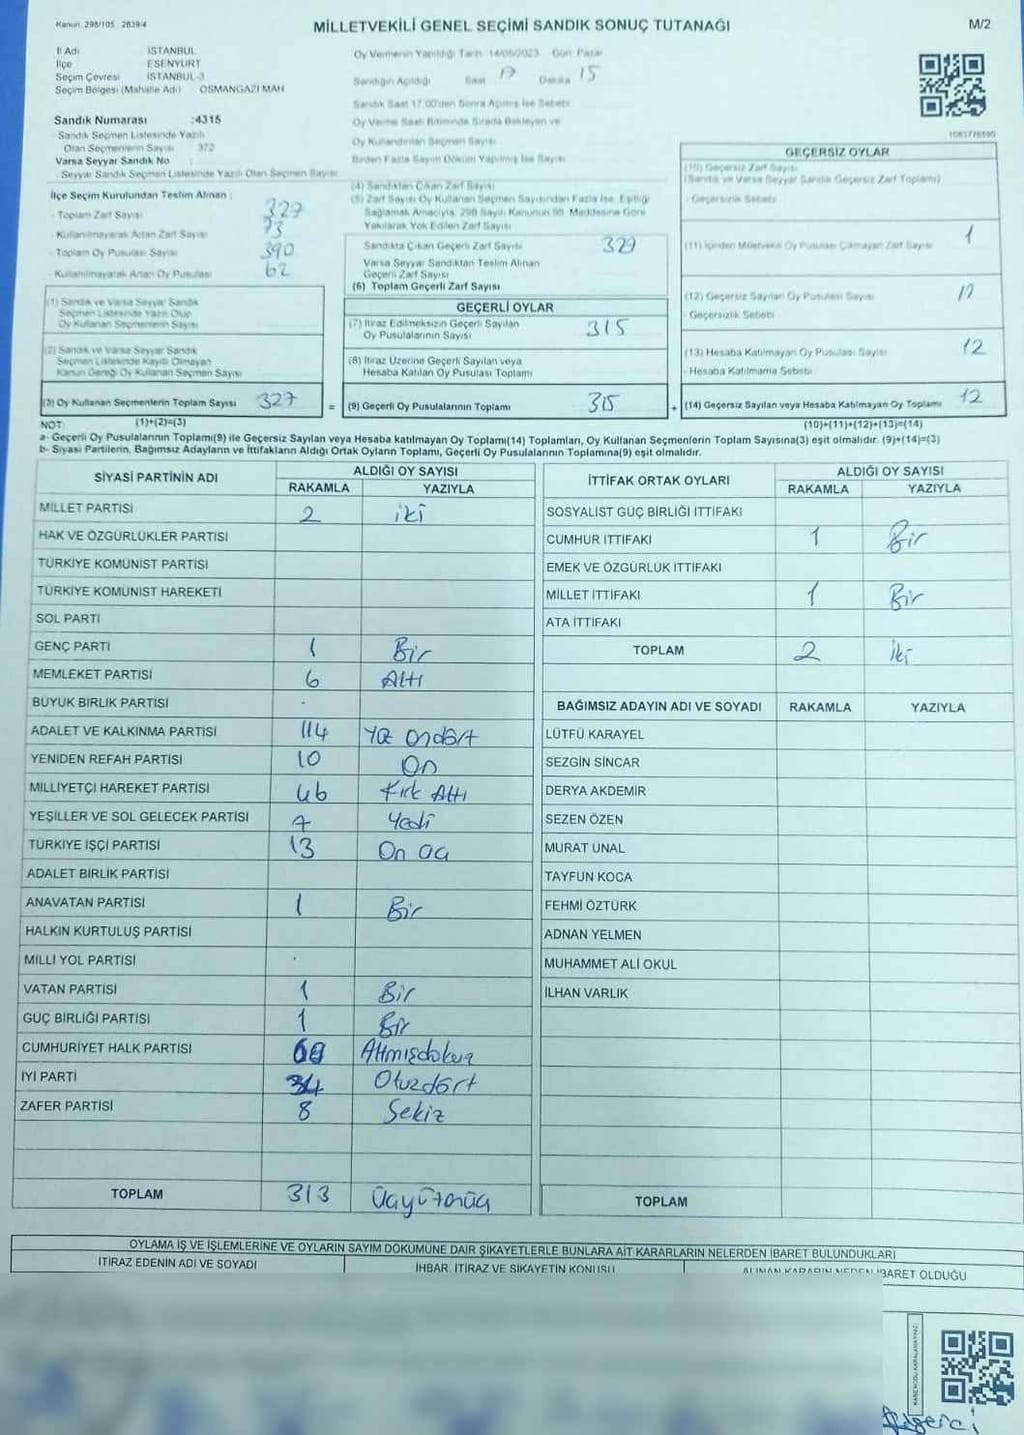 Kanun: 298/105 2839/4
MİLLETVEKİLİ GENEL SEÇİMİ SANDIK SONUÇ TUTANAĞI
M/2
İl Adı İSTANBUL
İlçe ESENYURT
Seçim Çevresi İSTANBUL-3
Seçim Bölgesi (Mahalle Adı) OSMANGAZİ MAH
Sandık Numarası :4315
Sandık Seçmen Listesinde Yazılı
Olan Seçmenlerin Sayısı 372
Varsa Seyyar Sandık No
Seyyar Sandık Seçmen Listesinde Yazılı Olan Seçmen Sayısı
İlçe Seçim Kurulundan Teslim Alınan :
- Toplam Zarf Sayısı 327
- Kullanılmayarak Artan Zarf Sayısı 73
- Toplam Oy Pusulası Sayısı 390
- Kullanılmayarak Artan Oy Pusulası 62
(1) Sandık ve Varsa Seyyar Sandık
Seçmen Listesinde Yazılı Olup
Oy Kullanan Seçmenlerin Sayısı
(2) Sandık ve Varsa Seyyar Sandık
Seçmen Listesinde Kayıtlı Olmayan
Kanun Gereği Oy Kullanan Seçmen Sayısı
(3) Oy Kullanan Seçmenlerin Toplam Sayısı 327 =
Oy Vermenin Yapıldığı Tarih 14/05/2023 Gün Pazar
Sandığın Açıldığı Saat 17 Dakika 15
Sandık Saat 17:00'den Sonra Açılmış İse Sebebi
Oy Verme Saati Bitiminde Sırada Bekleyen ve
Oy Kullandırılan Seçmen Sayısı
Birden Fazla Sayım Döküm Yapılmış İse Sayısı
(4) Sandıktan Çıkan Zarf Sayısı
(5) Zarf Sayısı Oy Kullanan Seçmen Sayısından Fazla İse, Eşitliği
Sağlamak Amacıyla, 298 Sayılı Kanunun 98. Maddesine Göre
Yakılarak Yok Edilen Zarf Sayısı
Sandıkta Çıkan Geçerli Zarf Sayısı 327
Varsa Seyyar Sandıktan Teslim Alınan
Geçerli Zarf Sayısı
(6) Toplam Geçerli Zarf Sayısı
GEÇERLİ OYLAR
(7) İtiraz Edilmeksizin Geçerli Sayılan
Oy Pusulalarının Sayısı 315
(8) İtiraz Üzerine Geçerli Sayılan veya
Hesaba Katılan Oy Pusulası Toplamı
(9) Geçerli Oy Pusulalarının Toplamı 315 +
1083776590
GEÇERSİZ OYLAR
(10) Geçersiz Zarf Sayısı
(Sandık ve Varsa Seyyar Sandık Geçersiz Zarf Toplamı)
- Geçersizlik Sebebi
(11) İçinden Milletvekili Oy Pusulası Çıkmayan Zarf Sayısı 1
(12) Geçersiz Sayılan Oy Pusulası Sayısı
- Geçersizlik Sebebi
(13) Hesaba Katılmayan Oy Pusulası Sayısı 12
- Hesaba Katılmama Sebebi
(14) Geçersiz Sayılan veya Hesaba Katılmayan Oy Toplamı 12
NOT: (1)+(2)=(3) (10)+(11)+(12)+(13)=(14)
a- Geçerli Oy Pusulalarının Toplamı(9) ile Geçersiz Sayılan veya Hesaba katılmayan Oy Toplamı(14) Toplamları, Oy Kullanan Seçmenlerin Toplam Sayısına(3) eşit olmalıdır. (9)+(14)=(3)
b- Siyasi Partilerin, Bağımsız Adayların ve İttifakların Aldığı Ortak Oyların Toplamı, Geçerli Oy Pusulalarının Toplamına(9) eşit olmalıdır.
SİYASİ PARTİNİN ADI ALDIĞI OY SAYISI
RAKAMLA YAZIYLA
MİLLET PARTİSİ 2 iki
HAK VE ÖZGÜRLÜKLER PARTİSİ
TÜRKİYE KOMÜNİST PARTİSİ
TÜRKİYE KOMÜNİST HAREKETİ
SOL PARTİ
GENÇ PARTİ 1 Bir
MEMLEKET PARTİSİ 6 Altı
BÜYÜK BİRLİK PARTİSİ
ADALET VE KALKINMA PARTİSİ 114 Yüz ondört
YENİDEN REFAH PARTİSİ 10 On
MİLLİYETÇİ HAREKET PARTİSİ 46 Kırk Altı
YEŞİLLER VE SOL GELECEK PARTİSİ 7 Yedi
TÜRKİYE İŞÇİ PARTİSİ 13 On üç
ADALET BİRLİK PARTİSİ
ANAVATAN PARTİSİ 1 Bir
HALKIN KURTULUŞ PARTİSİ
MİLLİ YOL PARTİSİ
VATAN PARTİSİ 1 Bir
GÜÇ BİRLİĞİ PARTİSİ 1 Bir
CUMHURİYET HALK PARTİSİ 69 Altmışdokuz
İYİ PARTİ 34 Otuzdört
ZAFER PARTİSİ 8 Sekiz
TOPLAM 313 Üçyüzonüç
İTTİFAK ORTAK OYLARI ALDIĞI OY SAYISI
RAKAMLA YAZIYLA
SOSYALİST GÜÇ BİRLİĞİ İTTİFAKI
CUMHUR İTTİFAKI 1 Bir
EMEK VE ÖZGÜRLÜK İTTİFAKI
MİLLET İTTİFAKI 1 Bir
ATA İTTİFAKI
TOPLAM 2 iki
BAĞIMSIZ ADAYIN ADI VE SOYADI RAKAMLA YAZIYLA
LÜTFÜ KARAYEL
SEZGİN SİNCAR
DERYA AKDEMİR
SEZEN ÖZEN
MURAT ÜNAL
TAYFUN KOCA
FEHMİ ÖZTÜRK
ADNAN YELMEN
MUHAMMET ALİ OKUL
İLHAN VARLIK
TOPLAM
OYLAMA İŞ VE İŞLEMLERİNE VE OYLARIN SAYIM DÖKÜMÜNE DAİR ŞİKAYETLERLE BUNLARA AİT KARARLARIN NELERDEN İBARET BULUNDUKLARI
İTİRAZ EDENİN ADI VE SOYADI İHBAR, İTİRAZ VE ŞİKAYETİN KONUSU ALINAN KARARIN NEDEN İBARET OLDUĞU